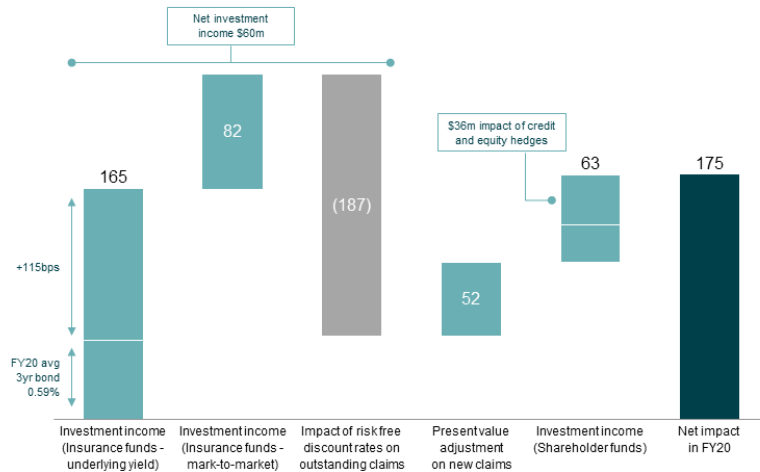 Net investment
income $60m
82
$36m impact of credit
and equity hedges
165
63
175
(187)
+115bps
52
FY20 avg
3yr bond
0.59%
Investment income
(Insurance funds -
underlying yield)
Investment income
(Insurance funds -
mark-to-market)
Impact of risk free
discount rates on
outstanding claims
Present value
adjustment
on new claims
Investment income
(Shareholder funds)
Net impact
in FY20